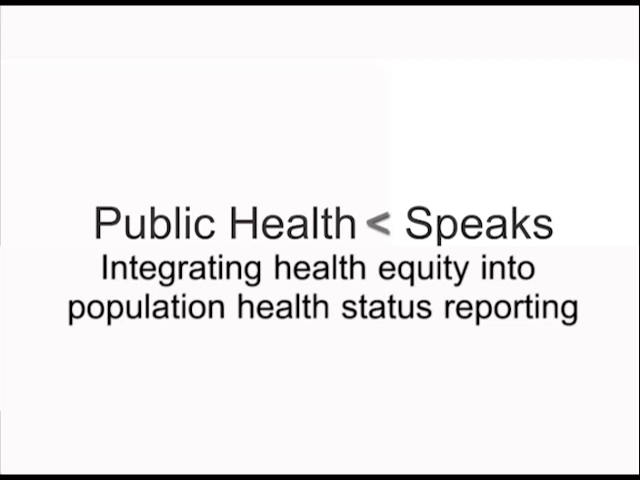 Public Health < Speaks
Integrating health equity into
population health status reporting